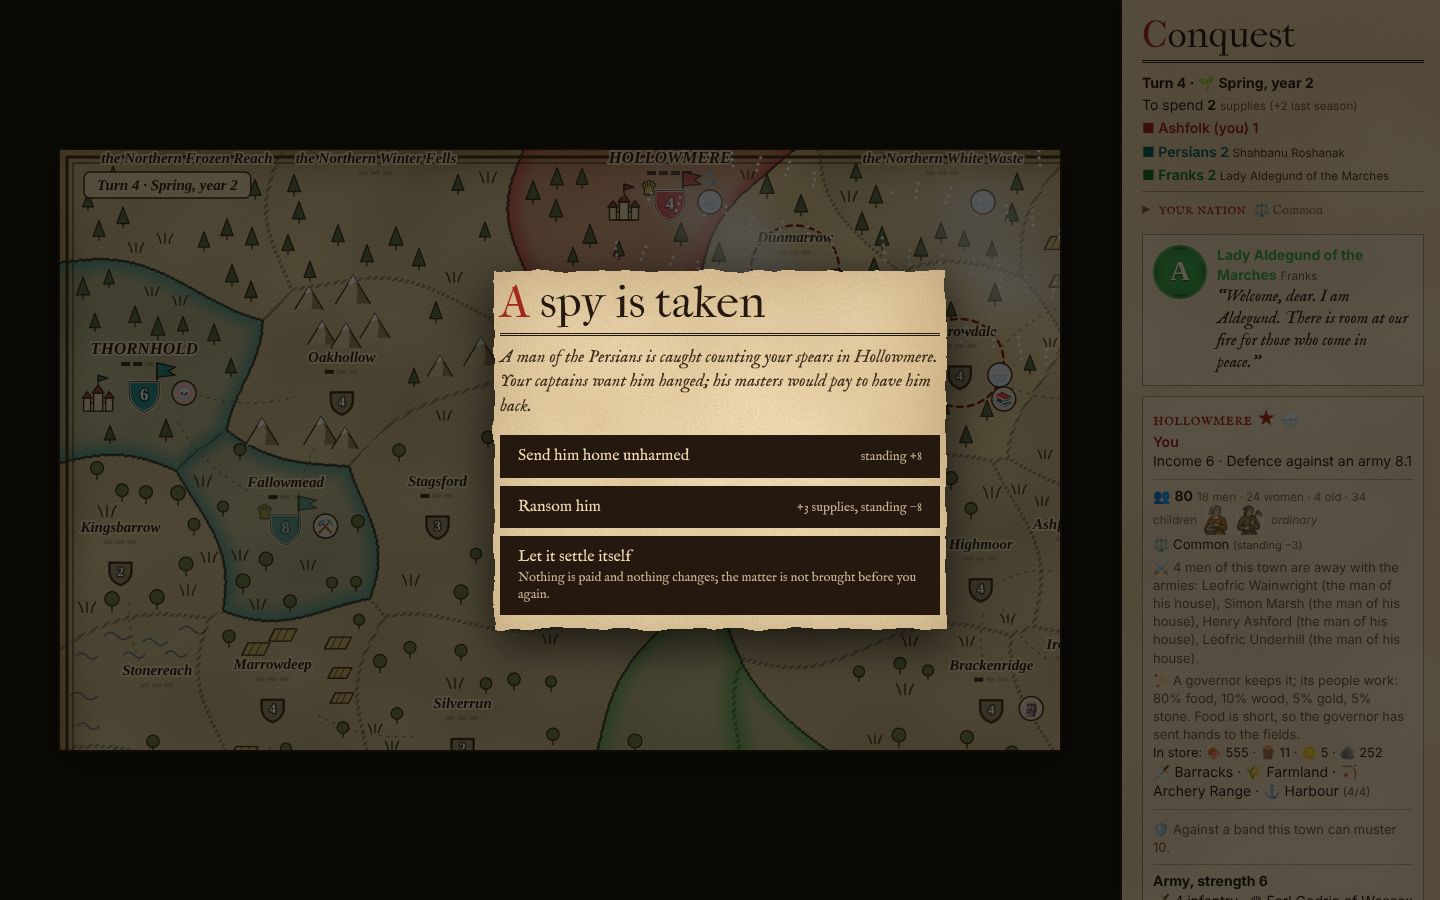 the Northern Frozen Reach
the Northern Winter Fells
HOLLOWMERE
the Northern White Waste
Turn 4 · Spring, year 2
4
Dunmarrow
THORNHOLD
6
Oakhollow
4
rowdale
4
Fallowmead
8
Stagsford
3
Kingsbarrow
2
Highmoor
4
Stonereach
Marrowdeep
4
Silverrun
Brackenridge
4
A spy is taken
A man of the Persians is caught counting your spears in Hollowmere.
Your captains want him hanged; his masters would pay to have him
back.
Send him home unharmed
standing +8
Ransom him
+3 supplies, standing −8
Let it settle itself
Nothing is paid and nothing changes; the matter is not brought before you
again.
Conquest
Turn 4 · Spring, year 2
To spend 2 supplies (+2 last season)
Ashfolk (you) 1
Persians 2 Shahbanu Roshanak
Franks 2 Lady Aldegund of the Marches
YOUR NATION Common
A
Lady Aldegund of the
Marches Franks
“Welcome, dear. I am
Aldegund. There is room at our
fire for those who come in
peace.”
HOLLOWMERE
You
Income 6 · Defence against an army 8.1
80 18 men · 24 women · 4 old · 34
children ordinary
Common (standing −3)
4 men of this town are away with the
armies: Leofric Wainwright (the man of
his house), Simon Marsh (the man of his
house), Henry Ashford (the man of his
house), Leofric Underhill (the man of his
house).
A governor keeps it; its people work:
80% food, 10% wood, 5% gold, 5%
stone. Food is short, so the governor has
sent hands to the fields.
In store: 555 · 11 · 5 · 252
Barracks · Farmland ·
Archery Range · Harbour (4/4)
Against a band this town can muster
10.
Army, strength 6